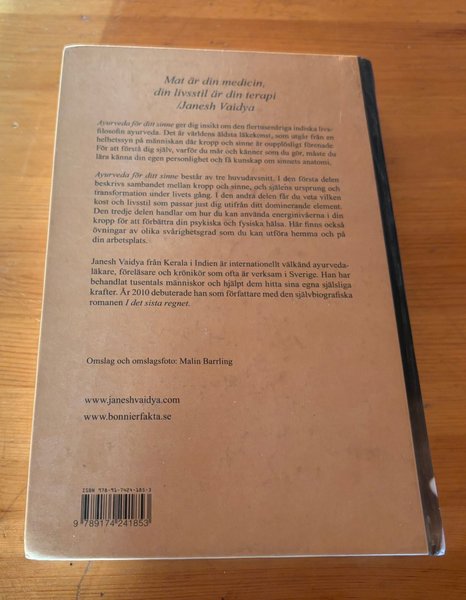 Mat är din medicin,
din livsstil är din terapi
/Janesh Vaidya
Ayurveda för ditt sinne ger dig insikt om den flertusenåriga indiska livs-
filosofin ayurveda. Det är världens äldsta läkekonst, som utgår från en
helhetssyn på människan där kropp och sinne är oupplösligt förenade.
För att förstå dig själv, varför du mår och känner som du gör, måste du
lära känna din egen personlighet och få kunskap om sinnets anatomi.
Ayurveda för ditt sinne består av tre huvudavsnitt. I den första delen
beskrivs sambandet mellan kropp och sinne, och själens ursprung och
transformation under livets gång. I den andra delen får du veta vilken
kost och livsstil som passar just dig utifrån ditt dominerande element.
Den tredje delen handlar om hur du kan använda energinivåerna i din
kropp för att förbättra din psykiska och fysiska hälsa. Här finns också
övningar av olika svårighetsgrad som du kan utföra hemma och på
din arbetsplats.
Janesh Vaidya från Kerala i Indien är internationellt välkänd ayurveda-
läkare, föreläsare och krönikör som ofta är verksam i Sverige. Han har
behandlat tusentals människor och hjälpt dem hitta sina egna själsliga
krafter. År 2010 debuterade han som författare med den självbiografiska
romanen I det sista regnet.
Omslag och omslagsfoto: Malin Barrling
www.janeshvaidya.com
www.bonnierfakta.se
ISBN 978-91-7424-185-3
9 789174 241853